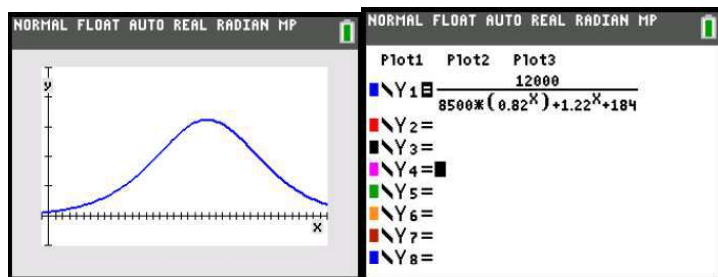 NORMAL FLOAT AUTO REAL RADIAN MP
y
x
NORMAL FLOAT AUTO REAL RADIAN MP
Plot1 Plot2 Plot3
\Y1=12000
8500*(0.82^X)+1.22^X+184
\Y2=
\Y3=
\Y4=
\Y5=
\Y6=
\Y7=
\Y8=